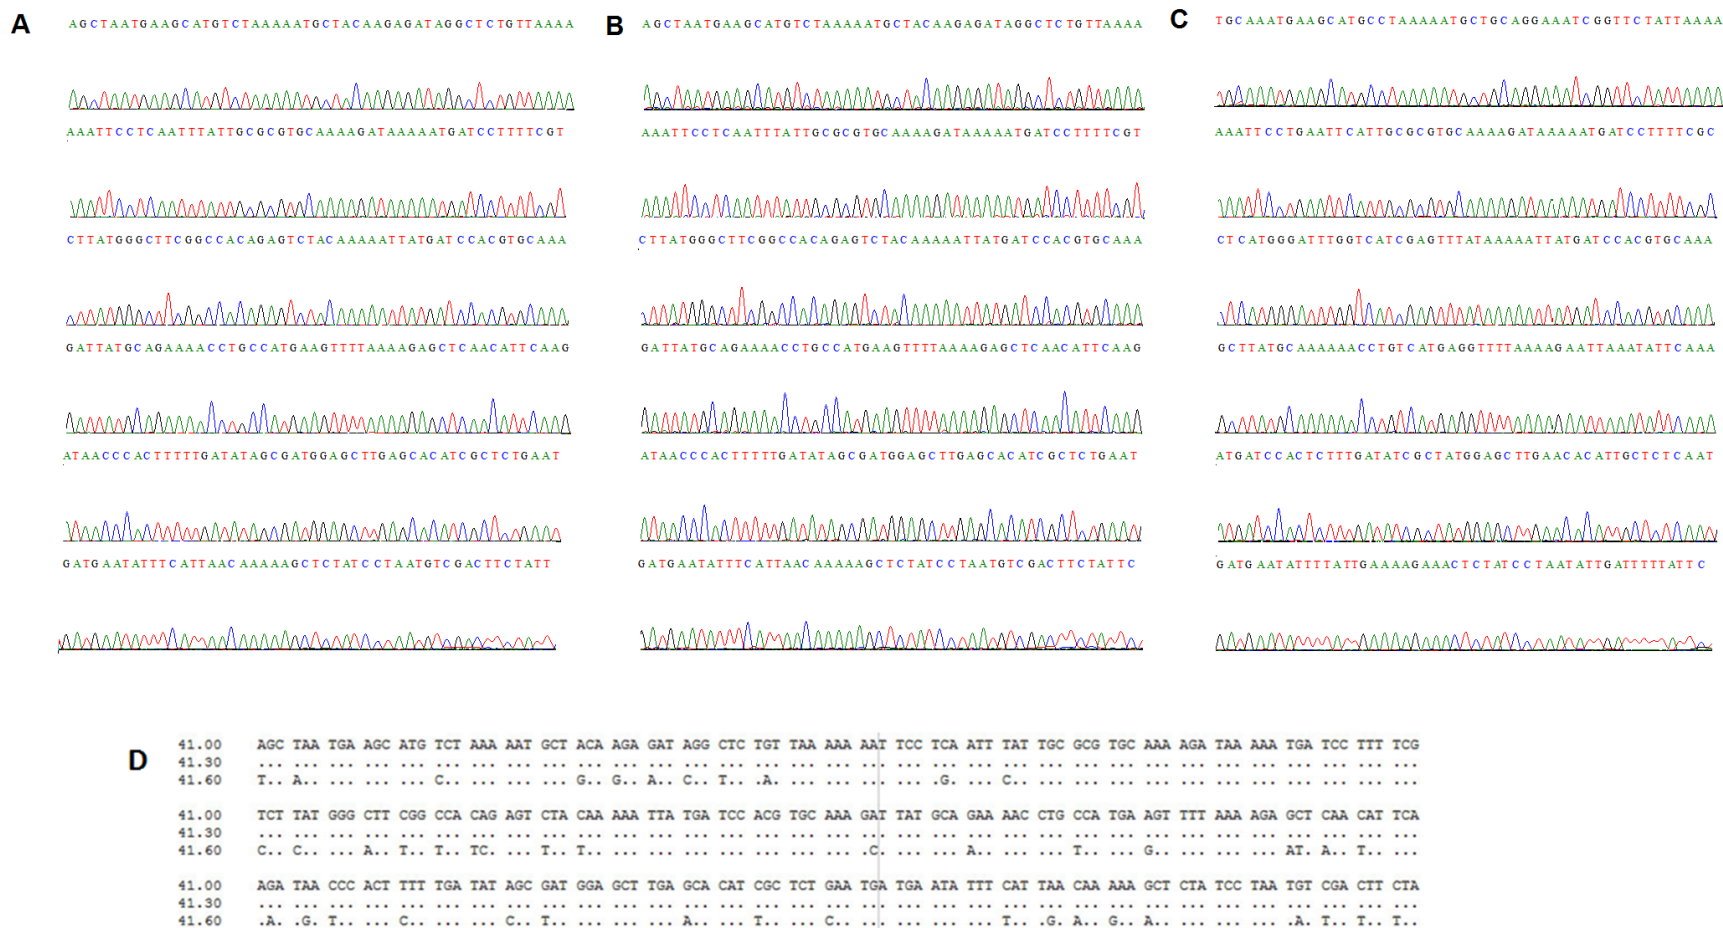 A
AGCTAATGAAGCATGTCTAAAAATGCTACAAGAGATAGGCTCTGTTAAAA
AAATTCCTCAATTTATTGCGCGTGCAAAAGATAAAAATGATCCTTTTCGT
CTTATGGGCTTCGGCCACAGAGTCTACAAAAATTATGATCCACGTGCAAA
GATTATGCAGAAAACCTGCCATGAAGTTTTAAAAGAGCTCAACATTCAAG
ATAACCCACTTTTTGATATAGCGATGGAGCTTGAGCACATCGCTCTGAAT
GATGAATATTTCATTAACAAAAAGCTCTATCCTAATGTCGACTTCTATT
B
AGCTAATGAAGCATGTCTAAAAATGCTACAAGAGATAGGCTCTGTTAAAA
AAATTCCTCAATTTATTGCGCGTGCAAAAGATAAAAATGATCCTTTTCGT
CTTATGGGCTTCGGCCACAGAGTCTACAAAAATTATGATCCACGTGCAAA
GATTATGCAGAAAACCTGCCATGAAGTTTTAAAAGAGCTCAACATTCAAG
ATAACCCACTTTTTGATATAGCGATGGAGCTTGAGCACATCGCTCTGAAT
GATGAATATTTCATTAACAAAAAGCTCTATCCTAATGTCGACTTCTATTC
C
TGCAAATGAAGCATGCCTAAAAATGCTGCAGGAAATCGGTTCTATTAAAA
AAATTCCTGAATTCATTGCGCGTGCAAAAGATAAAAATGATCCTTTTCGC
CTCATGGGATTTGGTCATCGAGTTTATAAAAATTATGATCCACGTGCAAA
GCTTATGCAAAAAACCTGTCATGAGGTTTTAAAAGAATTAAATATTCAAA
ATGATCCACTCTTTGATATCGCTATGGAGCTTGAACACATTGCTCTCAAT
GATGAATATTTTATTGAAAAGAAACTCTATCCTAATATTGATTTTTATTC
D
41.00 AGC TAA TGA AGC ATG TCT AAA AAT GCT ACA AGA GAT AGG CTC TGT TAA AAA AAT TCC TCA ATT TAT TGC GCG TGC AAA AGA TAA AAA TGA TCC TTT TCG
41.30 ... ... ... ... ... ... ... ... ... ... ... ... ... ... ... ... ... ... ... ... ... ... ... ... ... ... ... ... ... ... ... ... ...
41.60 T.. A.. ... ... ... C.. ... ... ... G.. G.. A.. C.. T.. .A. ... ... ... ... .G. ... C.. ... ... ... ... ... ... ... ... ... ... ...
41.00 TCT TAT GGG CTT CGG CCA CAG AGT CTA CAA AAA TTA TGA TCC ACG TGC AAA GAT TAT GCA GAA AAC CTG CCA TGA AGT TTT AAA AGA GCT CAA CAT TCA
41.30 ... ... ... ... ... ... ... ... ... ... ... ... ... ... ... ... ... ... ... ... ... ... ... ... ... ... ... ... ... ... ... ... ...
41.60 C.. C.. ... A.. T.. T.. TC. ... T.. T.. ... ... ... ... ... ... ... .C. ... ... A.. ... ... T.. ... G.. ... ... ... AT. A.. T.. ...
41.00 AGA TAA CCC ACT TTT TGA TAT AGC GAT GGA GCT TGA GCA CAT CGC TCT GAA TGA TGA ATA TTT CAT TAA CAA AAA GCT CTA TCC TAA TGT CGA CTT CTA
41.30 ... ... ... ... ... ... ... ... ... ... ... ... ... ... ... ... ... ... ... ... ... ... ... ... ... ... ... ... ... ... ... ... ...
41.60 .A. .G. T.. ... C.. ... ... C.. T.. ... ... ... A.. ... T.. ... C.. ... ... ... ... T.. .G. A.. G.. A.. ... ... ... .A. T.. T.. T..